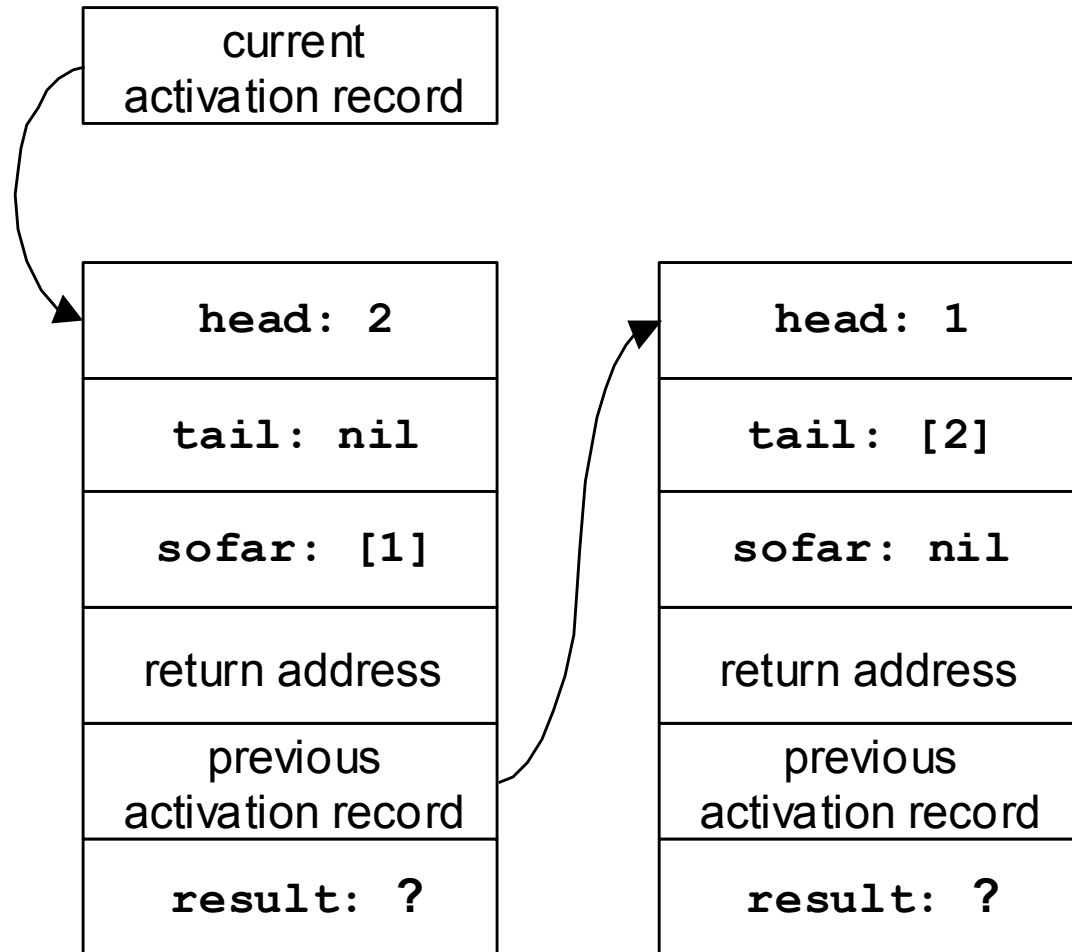 current
activation record
head: 2
tail: nil
sofar: [1]
return address
previous
activation record
result: ?
head: 1
tail: [2]
sofar: nil
return address
previous
activation record
result: ?